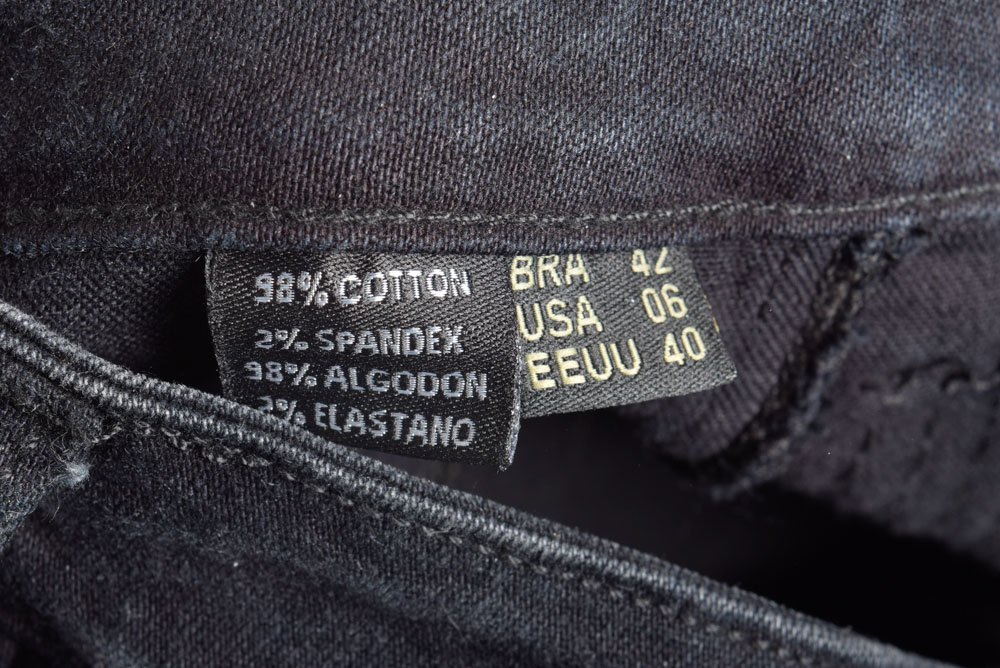 98% COTTON
2% SPANDEX
98% ALGODON
2% ELASTANO
BRA 42
USA 06
EEUU 40